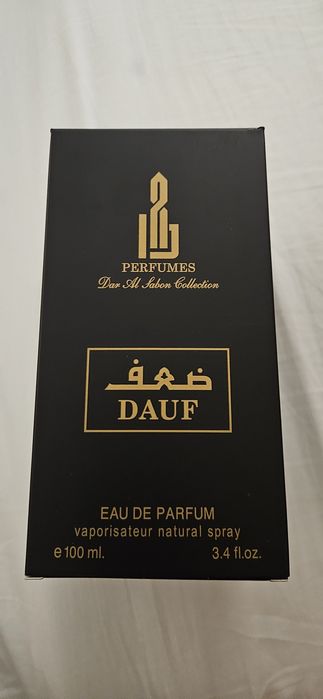 PERFUMES
Dar Al Sabon Collection
ضعف
DAUF
EAU DE PARFUM
vaporisateur natural spray
e 100 ml. 3.4 fl.oz.